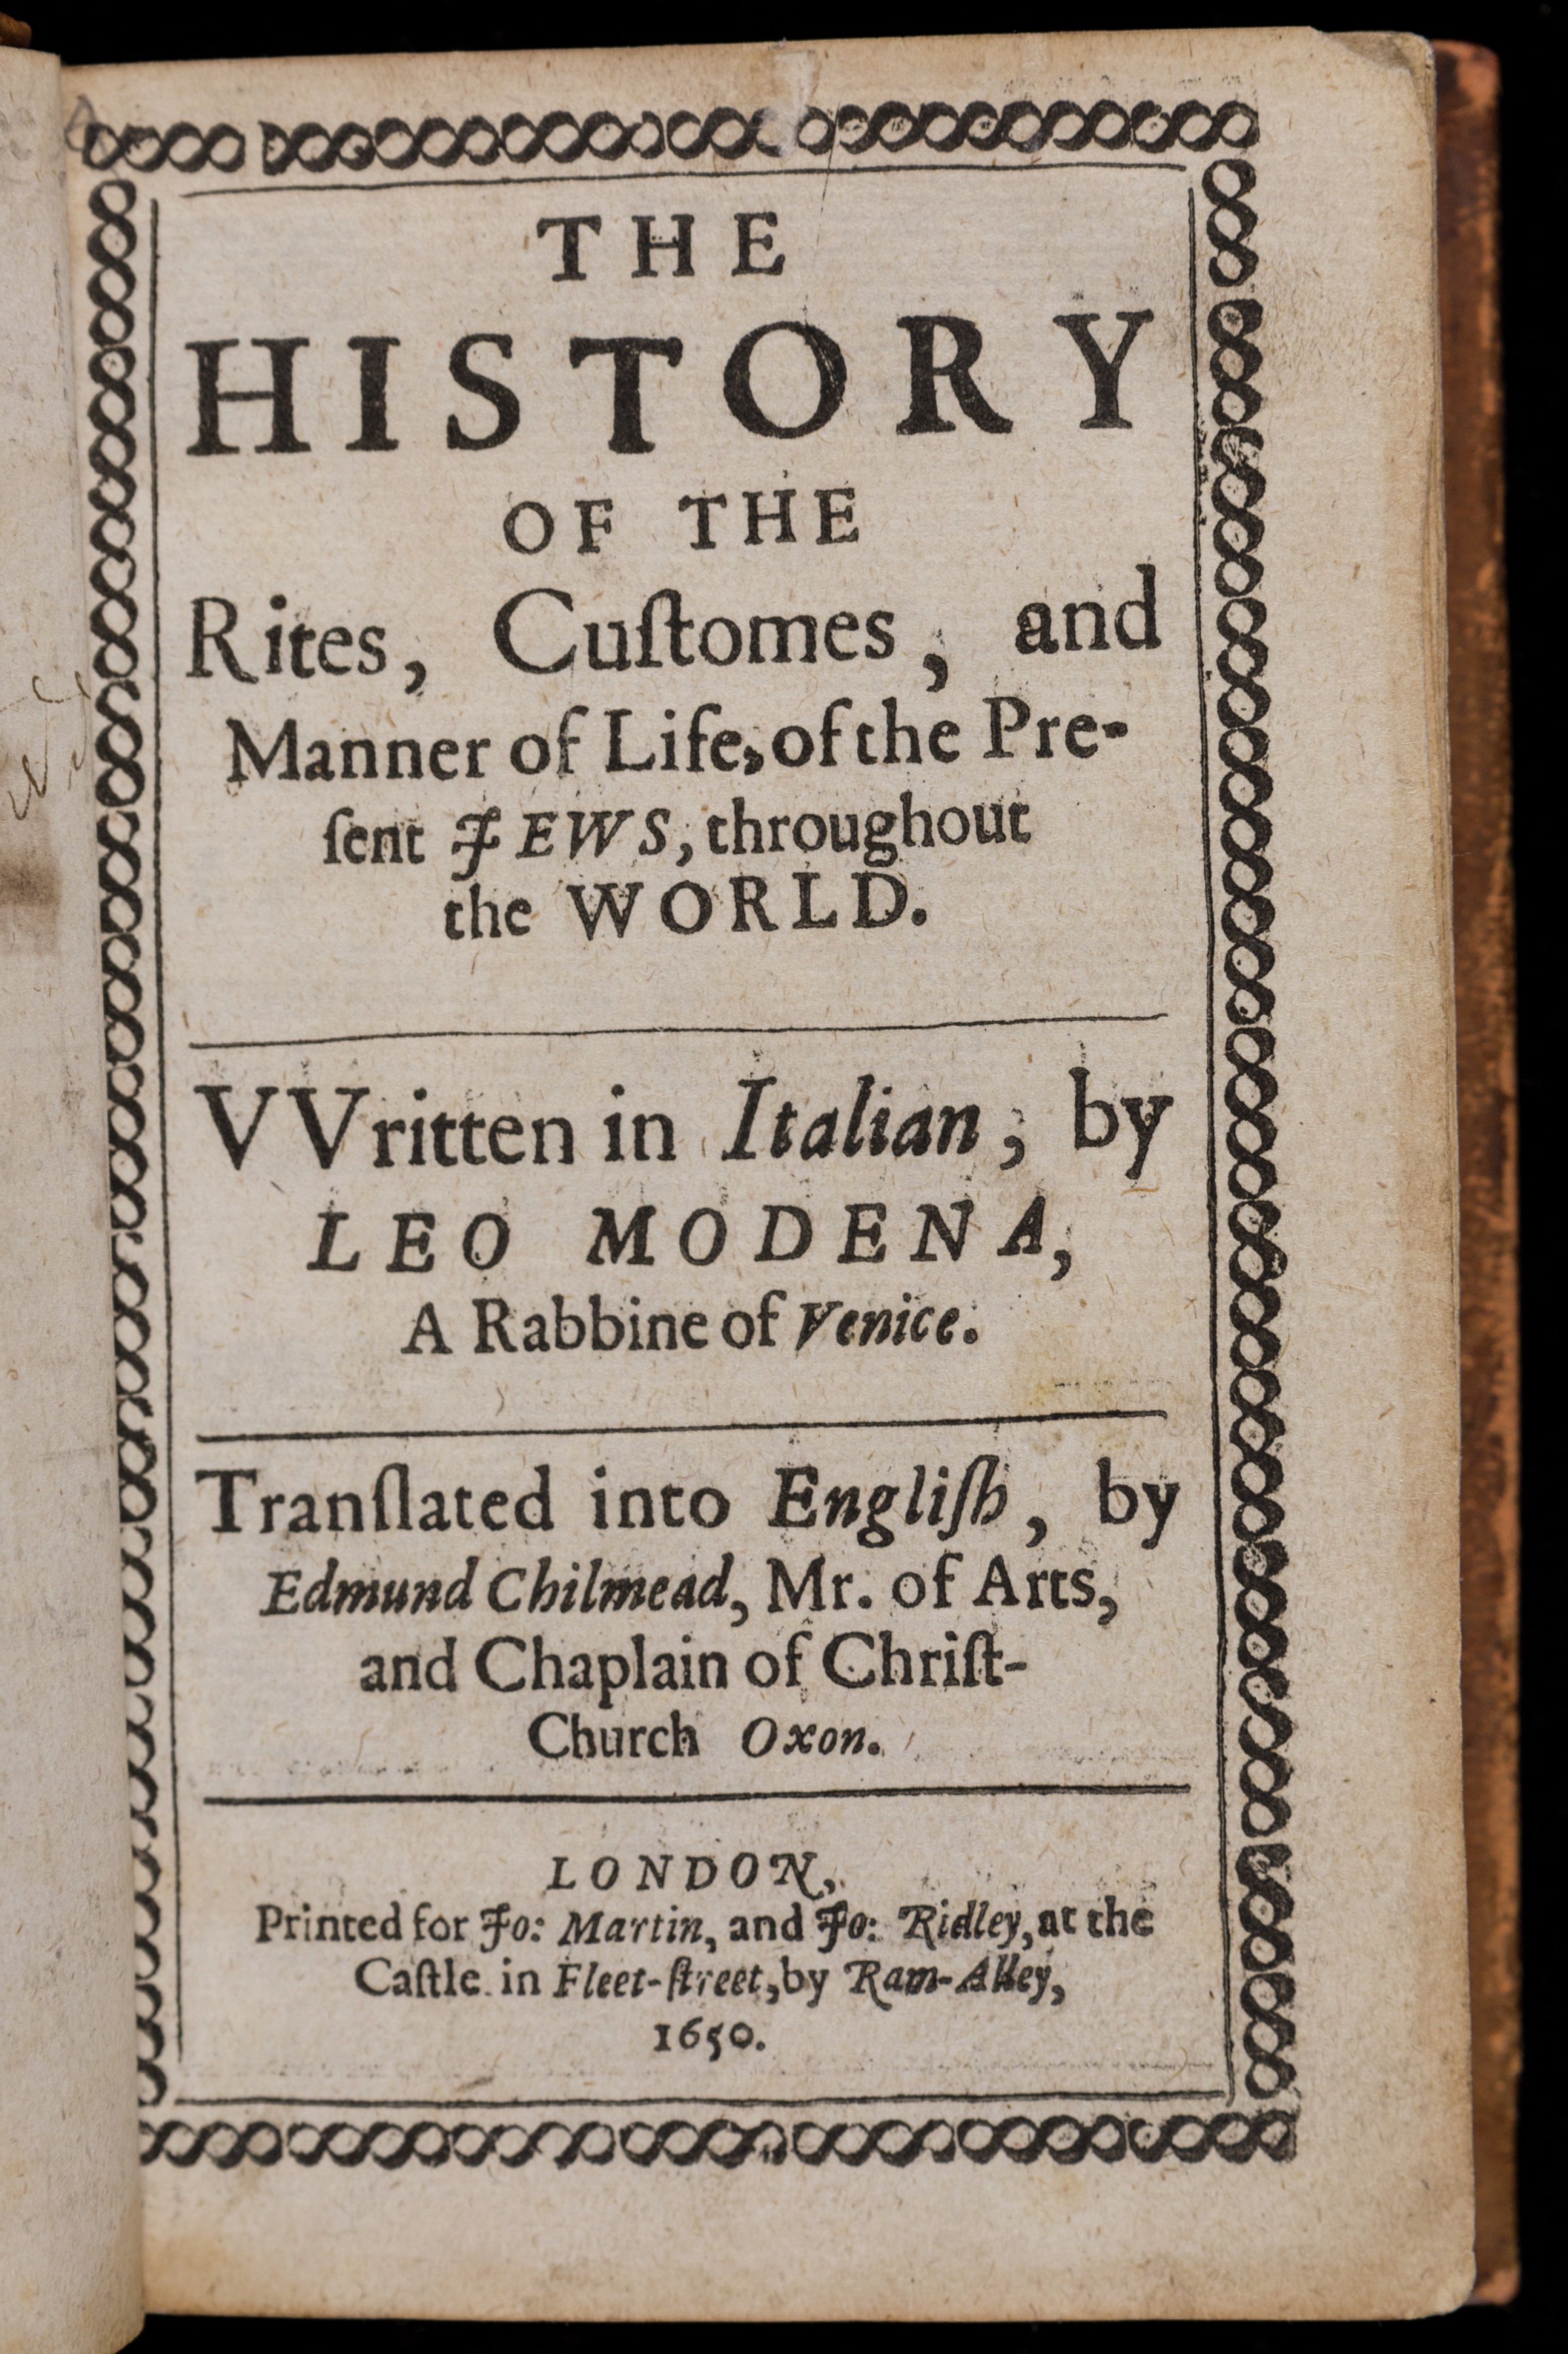 THE
HISTORY
OF THE
Rites, Cuſtomes, and
Manner of Life, of the Pre-
ſent JEWS, throughout
the WORLD.
VVritten in Italian, by
LEO MODENA,
A Rabbine of Venice.
Tranſlated into Engliſh, by
Edmund Chilmead, Mr. of Arts,
and Chaplain of Chriſt-
Church Oxon.
LONDON,
Printed for Jo: Martin, and Jo: Ridley, at the
Caſtle in Fleet-ſtreet, by Ram-Alley,
1650.